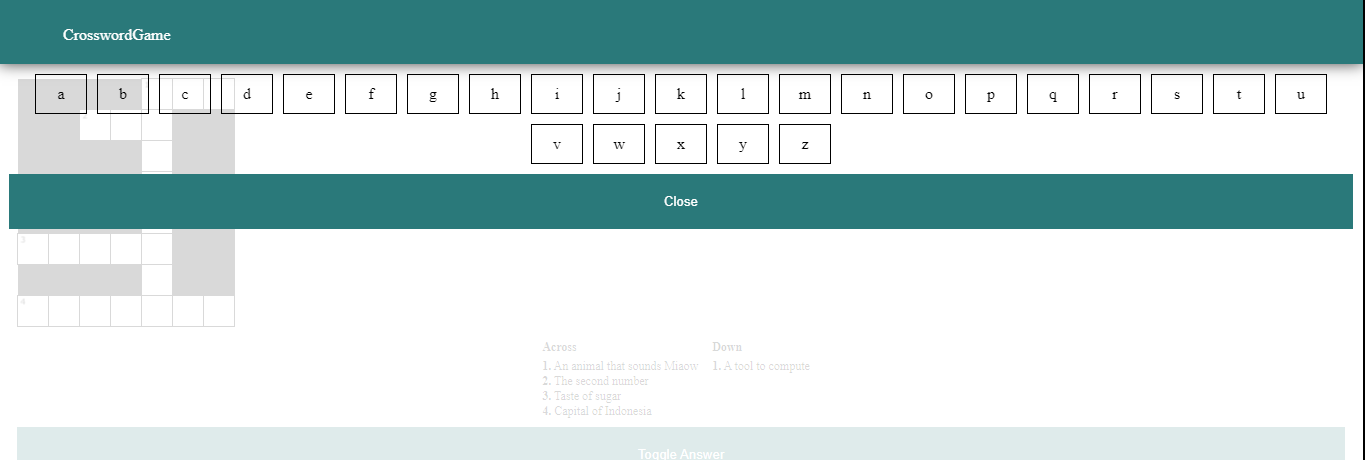 CrosswordGame
a b c d e f g h i j k l m n o p q r s t u
v w x y z
Close
3
4
Across Down
1. An animal that sounds Miaow 1. A tool to compute
2. The second number
3. Taste of sugar
4. Capital of Indonesia
Toggle Answer